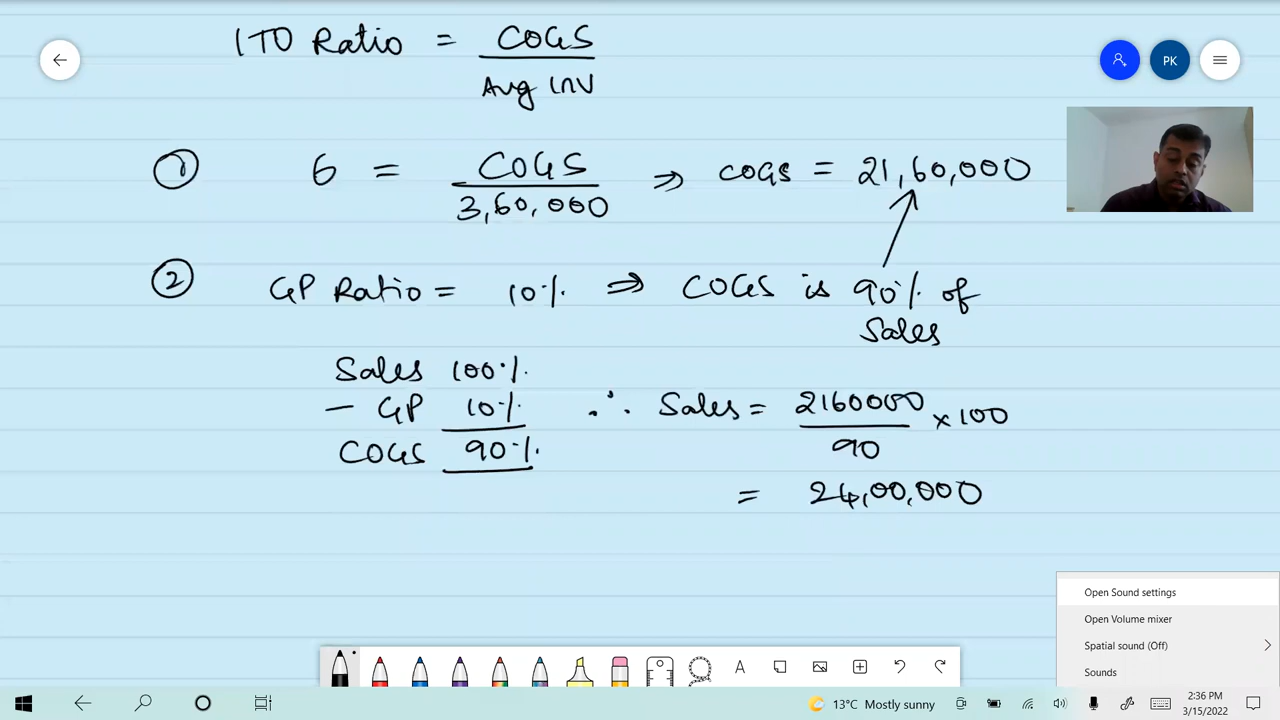 ITO Ratio = COGS
Avg INV
PK
① 6 = COGS ⇒ COGS = 21,60,000
3,60,000
② GP Ratio = 10% ⇒ COGS is 90% of
Sales
Sales 100%
- GP 10% ∴ Sales = 2160000 × 100
COGS 90% 90
= 24,00,000
Open Sound settings
Open Volume mixer
Spatial sound (Off)
Sounds
A
13°C Mostly sunny
2:36 PM
3/15/2022